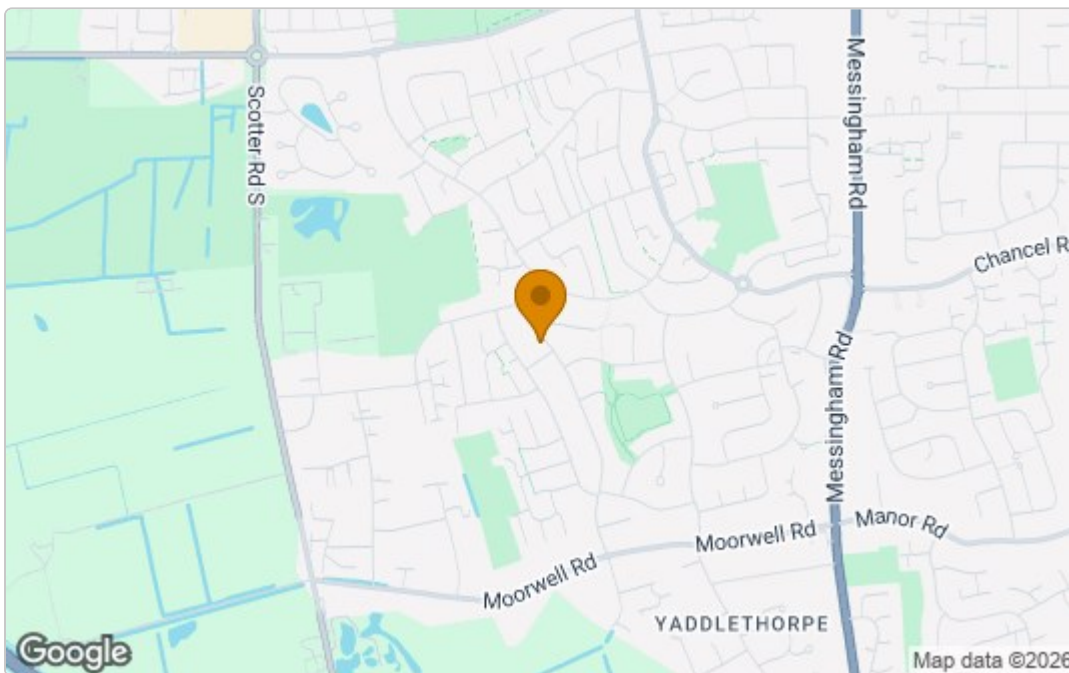 Scotter Rd S
Messingham Rd
Chancel R
Messingham Rd
Manor Rd
Moorwell Rd
Moorwell Rd
YADDLETHORPE
Google
Map data ©2026